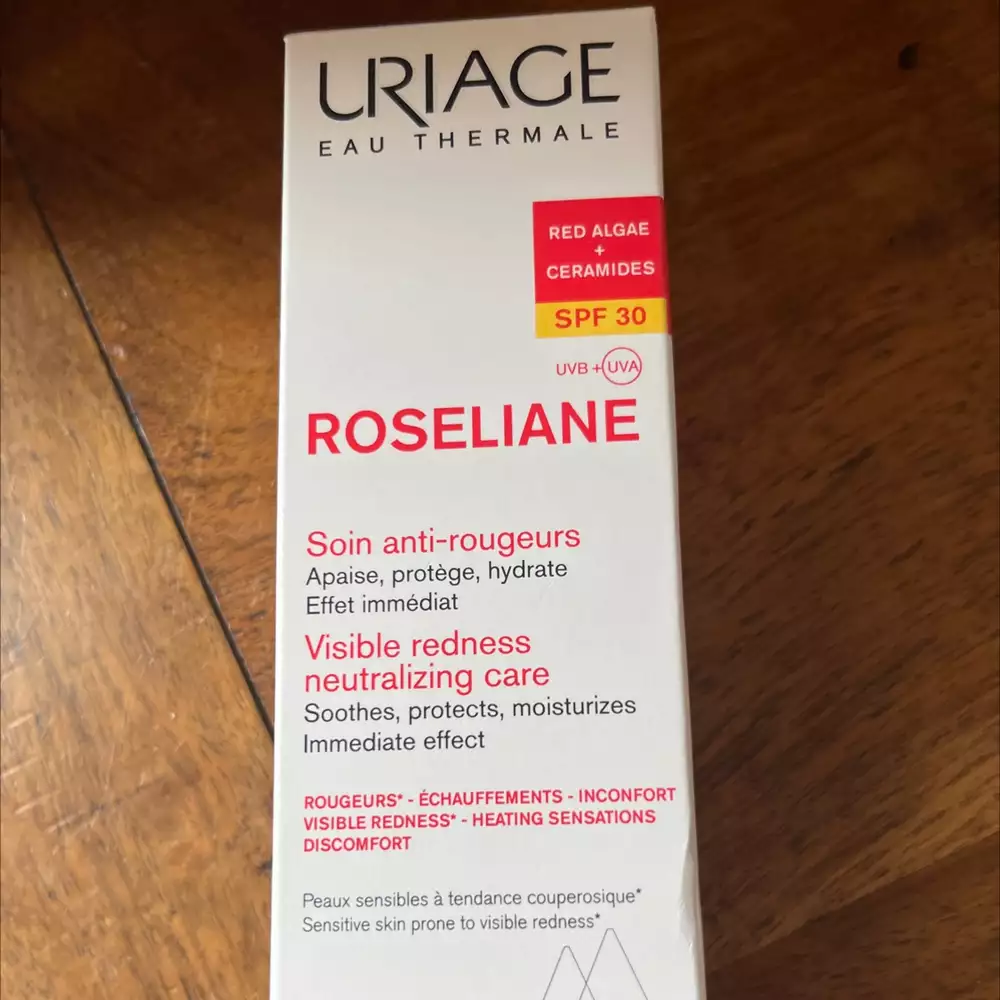 URIAGE
EAU THERMALE
RED ALGAE
+
CERAMIDES
SPF 30
UVB + UVA
ROSELIANE
Soin anti-rougeurs
Apaise, protège, hydrate
Effet immédiat
Visible redness
neutralizing care
Soothes, protects, moisturizes
Immediate effect
ROUGEURS* - ÉCHAUFFEMENTS - INCONFORT
VISIBLE REDNESS* - HEATING SENSATIONS
DISCOMFORT
Peaux sensibles à tendance couperosique*
Sensitive skin prone to visible redness*